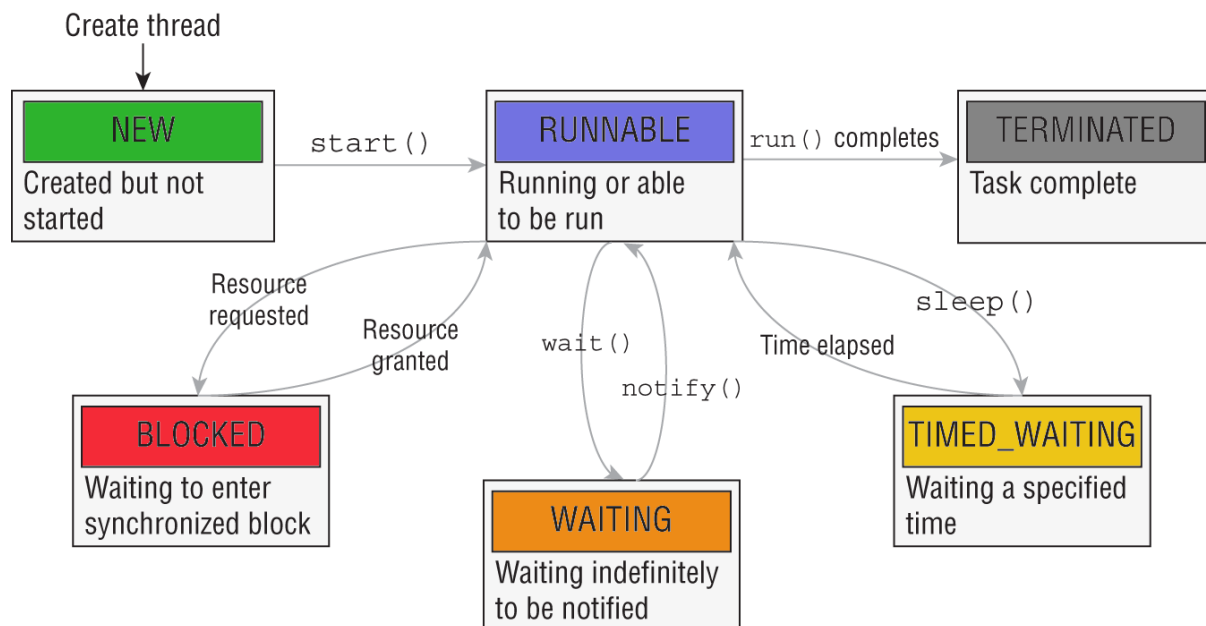 Create thread
NEW
Created but not
started
start()
RUNNABLE
Running or able
to be run
run() completes
TERMINATED
Task complete
Resource
requested
Resource
granted
wait()
notify()
sleep()
Time elapsed
BLOCKED
Waiting to enter
synchronized block
WAITING
Waiting indefinitely
to be notified
TIMED_WAITING
Waiting a specified
time